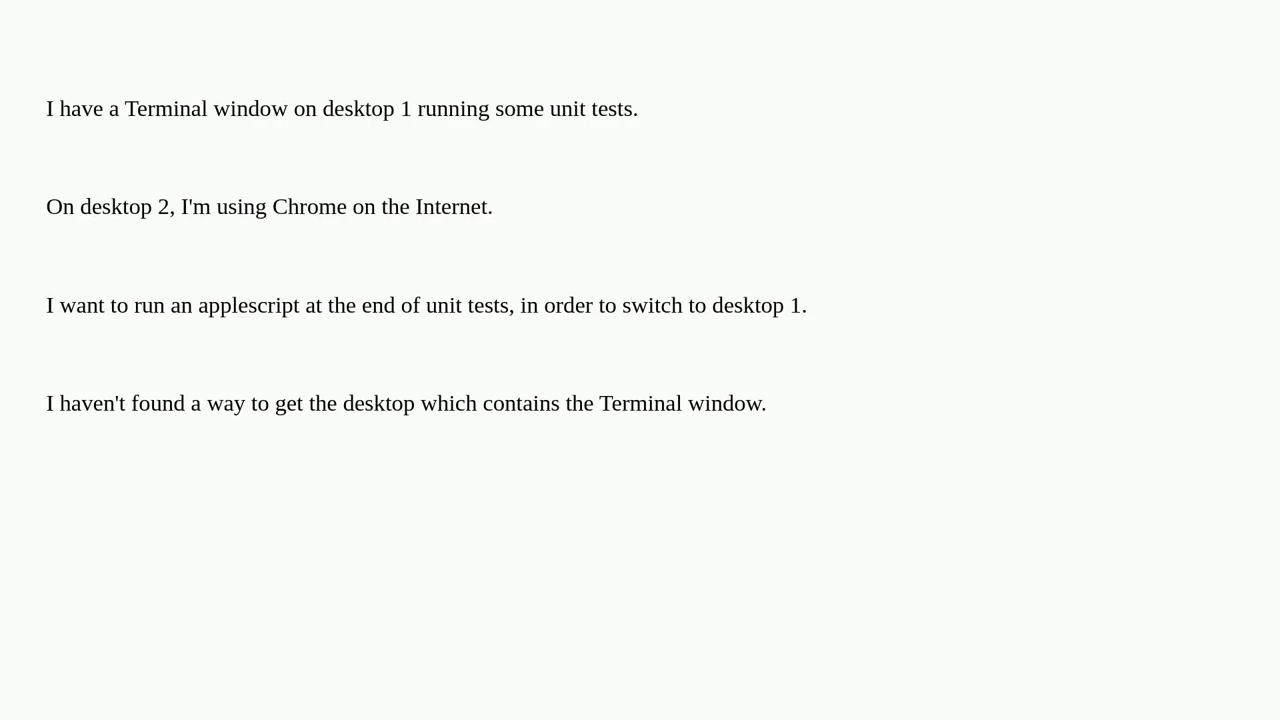 I have a Terminal window on desktop 1 running some unit tests.
On desktop 2, I'm using Chrome on the Internet.
I want to run an applescript at the end of unit tests, in order to switch to desktop 1.
I haven't found a way to get the desktop which contains the Terminal window.